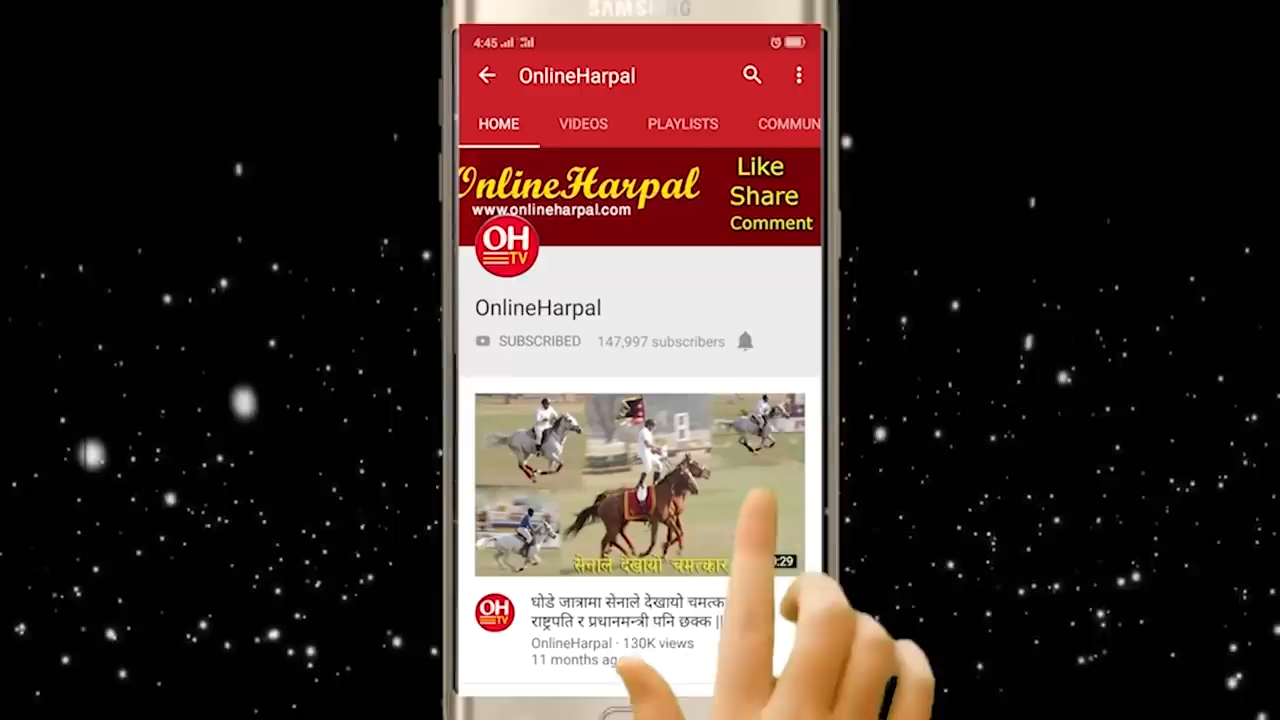 SAMSUNG
4:45
OnlineHarpal
HOME VIDEOS PLAYLISTS COMMUN
OnlineHarpal
www.onlineharpal.com
Like
Share
Comment
OH
TV
OnlineHarpal
SUBSCRIBED 147,997 subscribers
सेनाले देखायो चमत्कार
:29
OH
TV
घोडे जात्रामा सेनाले देखायो चमत्क
राष्ट्रपति र प्रधानमन्त्री पनि छक्क ||
OnlineHarpal · 130K views
11 months ag